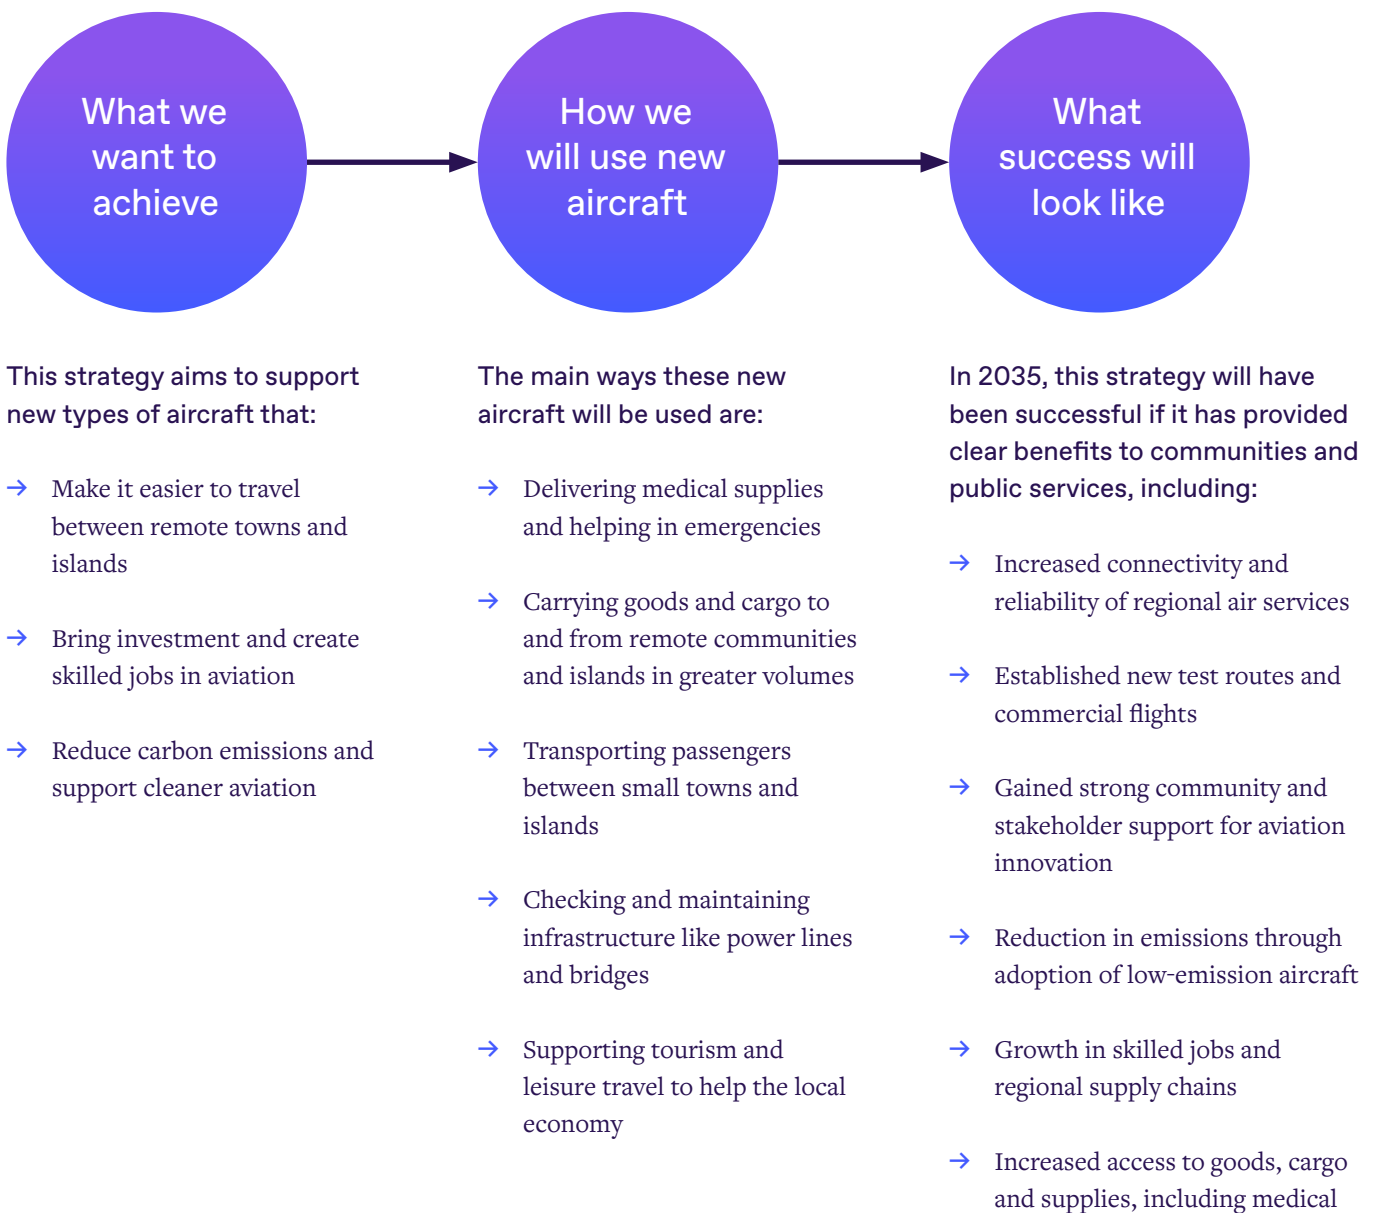 What we
want to
achieve
How we
will use new
aircraft
What
success will
look like
This strategy aims to support
new types of aircraft that:
→ Make it easier to travel
between remote towns and
islands
→ Bring investment and create
skilled jobs in aviation
→ Reduce carbon emissions and
support cleaner aviation
The main ways these new
aircraft will be used are:
→ Delivering medical supplies
and helping in emergencies
→ Carrying goods and cargo to
and from remote communities
and islands in greater volumes
→ Transporting passengers
between small towns and
islands
→ Checking and maintaining
infrastructure like power lines
and bridges
→ Supporting tourism and
leisure travel to help the local
economy
In 2035, this strategy will have
been successful if it has provided
clear benefits to communities and
public services, including:
→ Increased connectivity and
reliability of regional air services
→ Established new test routes and
commercial flights
→ Gained strong community and
stakeholder support for aviation
innovation
→ Reduction in emissions through
adoption of low-emission aircraft
→ Growth in skilled jobs and
regional supply chains
→ Increased access to goods, cargo
and supplies, including medical